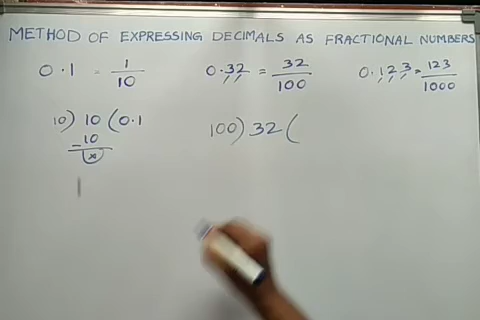 METHOD OF EXPRESSING DECIMALS AS FRACTIONAL NUMBERS
0.1 = 1/10
0.32 = 32/100
0.123 = 123/1000
10) 10 (0.1
- 10
100) 32 (